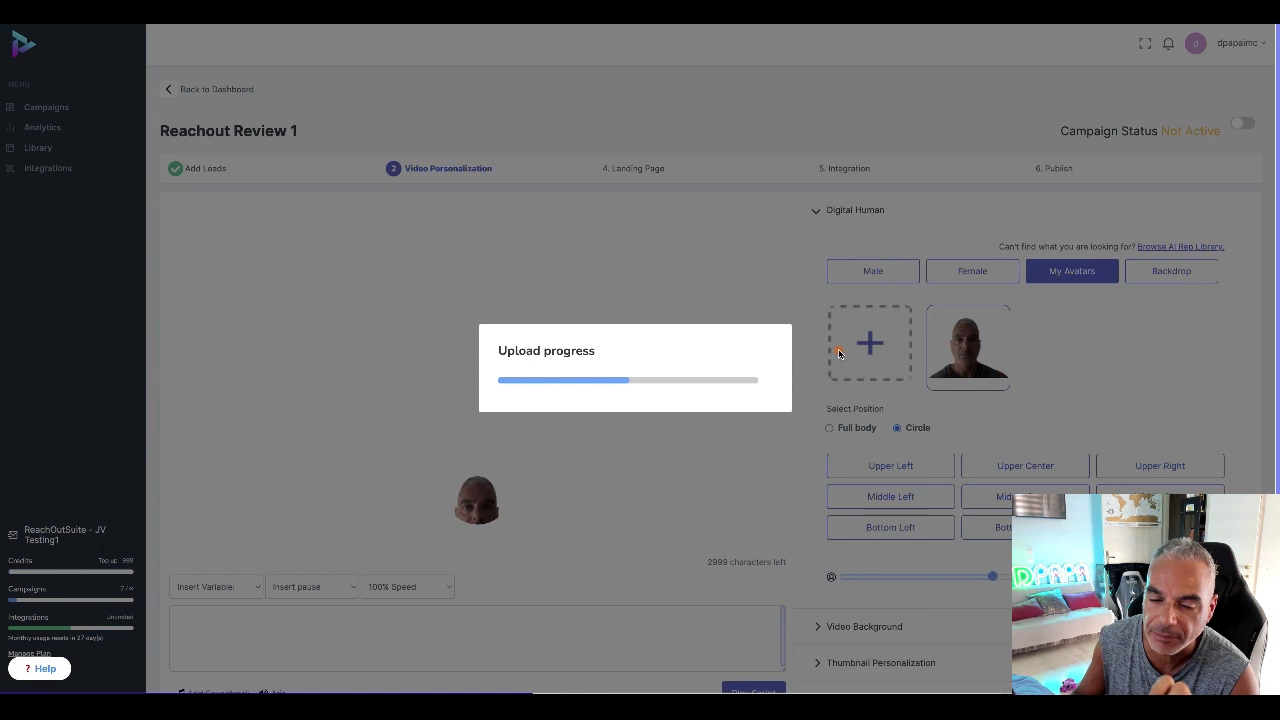 dpapaimc
MENU
Back to Dashboard
Campaigns
Analytics
Library
Integrations
Reachout Review 1
Campaign Status Not Active
Add Leads
2 Video Personalization
4. Landing Page
5. Integration
6. Publish
Digital Human
Can't find what you are looking for? Browse AI Rep Library.
Male
Female
My Avatars
Backdrop
Upload progress
Select Position
Full body
Circle
Upper Left
Upper Center
Upper Right
Middle Left
Bottom Left
2999 characters left
Insert Variable:
Insert pause
100% Speed
Video Background
Thumbnail Personalization
ReachOutSuite - JV
Testing1
Credits
Top up
Campaigns
7 / ∞
Integrations
Unlimited
Monthly usage resets in 27 day(s)
Manage Plan
? Help